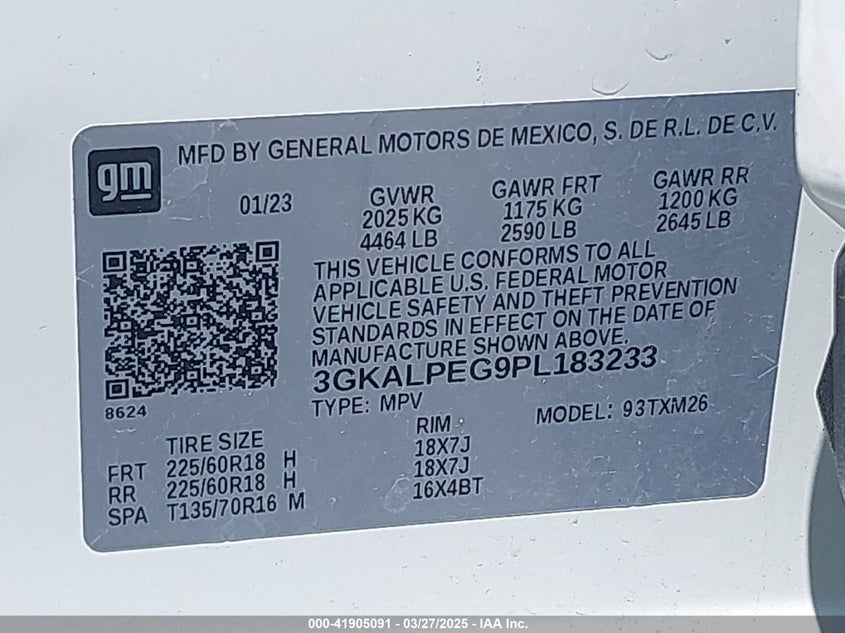 gm
MFD BY GENERAL MOTORS DE MEXICO, S. DE R.L. DE C.V.
01/23 GVWR GAWR FRT GAWR RR
2025 KG 1175 KG 1200 KG
4464 LB 2590 LB 2645 LB
THIS VEHICLE CONFORMS TO ALL
APPLICABLE U.S. FEDERAL MOTOR
VEHICLE SAFETY AND THEFT PREVENTION
STANDARDS IN EFFECT ON THE DATE OF
MANUFACTURE SHOWN ABOVE.
3GKALPEG9PL183233
8624
TYPE: MPV MODEL: 93TXM26
TIRE SIZE RIM
FRT 225/60R18 H 18X7J
RR 225/60R18 H 18X7J
SPA T135/70R16 M 16X4BT
000-41905091 - 03/27/2025 - IAA Inc.